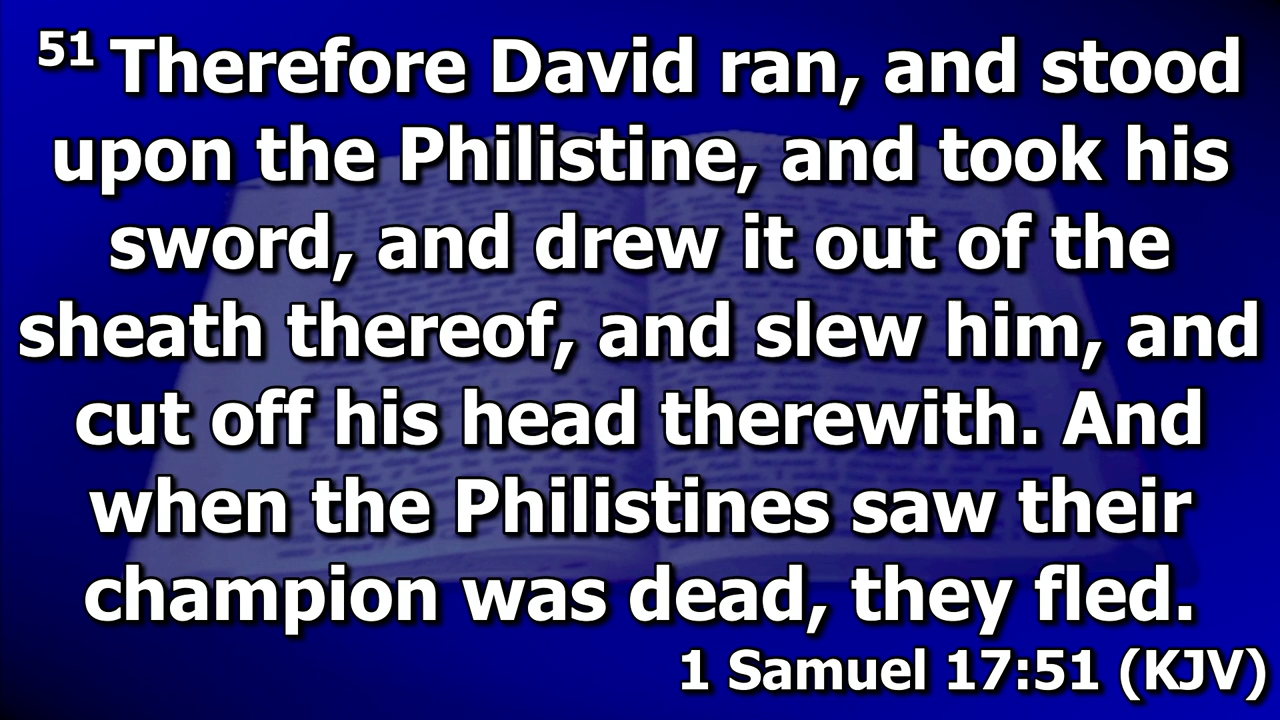 51 Therefore David ran, and stood
upon the Philistine, and took his
sword, and drew it out of the
sheath thereof, and slew him, and
cut off his head therewith. And
when the Philistines saw their
champion was dead, they fled.
1 Samuel 17:51 (KJV)